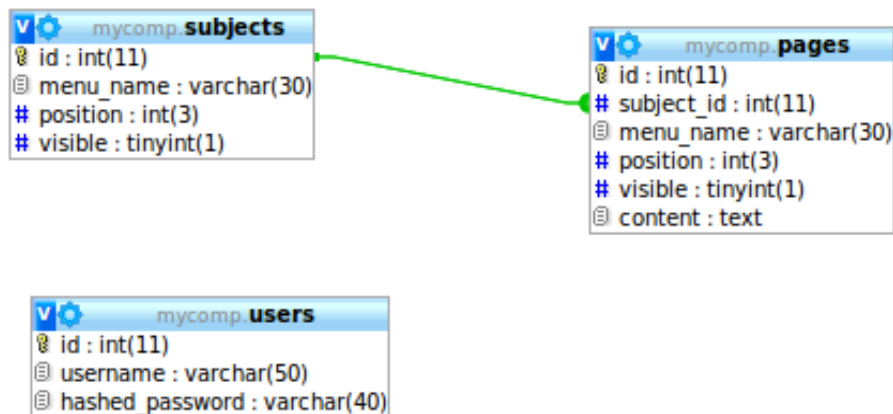 mycomp.subjects
id : int(11)
menu_name : varchar(30)
# position : int(3)
# visible : tinyint(1)
mycomp.pages
id : int(11)
# subject_id : int(11)
menu_name : varchar(30)
# position : int(3)
# visible : tinyint(1)
content : text
mycomp.users
id : int(11)
username : varchar(50)
hashed_password : varchar(40)